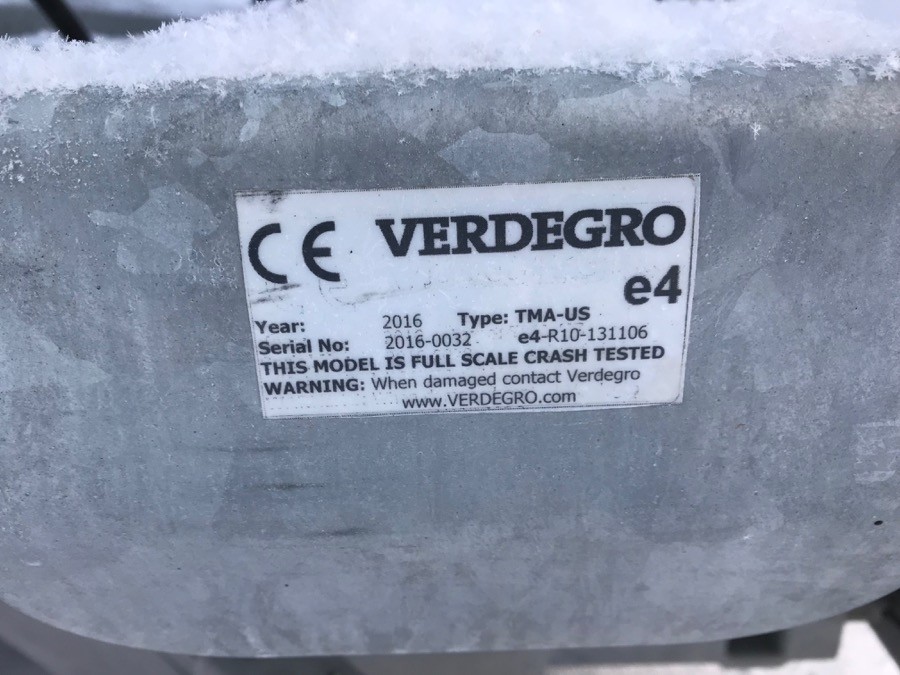 CE VERDEGRO
e4
Year: 2016 Type: TMA-US
Serial No: 2016-0032 e4-R10-131106
THIS MODEL IS FULL SCALE CRASH TESTED
WARNING: When damaged contact Verdegro
www.VERDEGRO.com